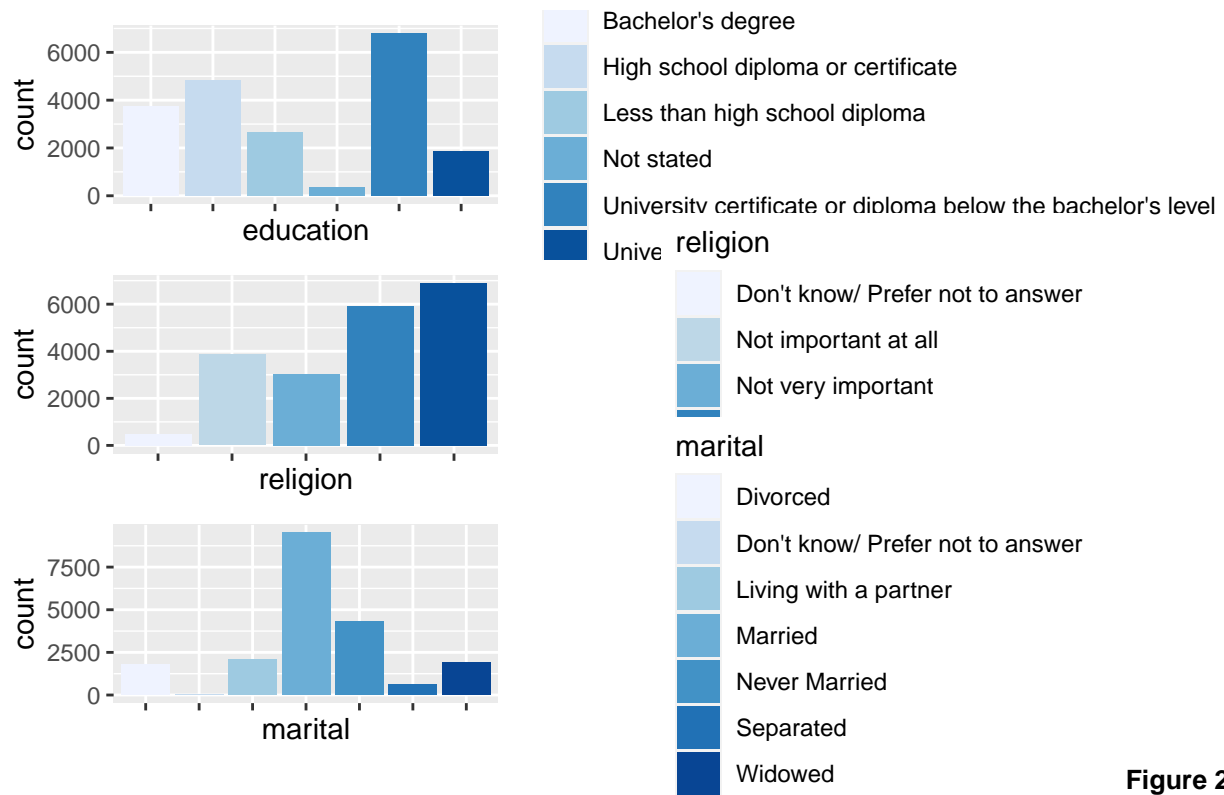 6000
4000
2000
0
count
education
Bachelor's degree
High school diploma or certificate
Less than high school diploma
Not stated
University certificate or diploma below the bachelor's level
Unive
6000
4000
2000
0
count
religion
religion
Don't know/ Prefer not to answer
Not important at all
Not very important
7500
5000
2500
0
count
marital
marital
Divorced
Don't know/ Prefer not to answer
Living with a partner
Married
Never Married
Separated
Widowed
Figure 2